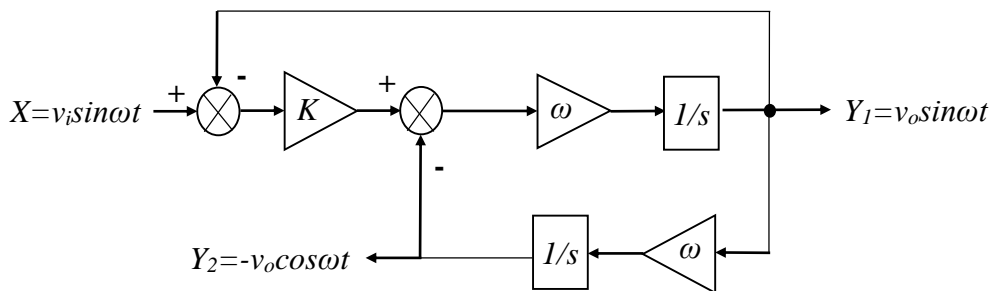 -
+
+
X=vᵢsinωt
K
ω
1/s
Y₁=vₒsinωt
-
1/s
ω
Y₂=-vₒcosωt